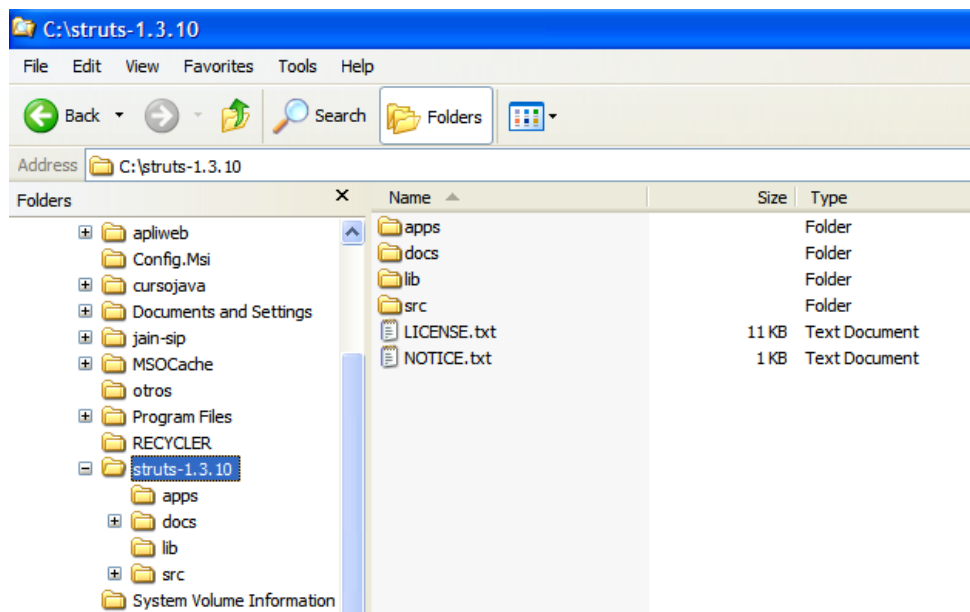 C:\struts-1.3.10
File Edit View Favorites Tools Help
Back Search Folders
Address C:\struts-1.3.10
Folders X Name Size Type
apliweb
Config.Msi
cursojava
Documents and Settings
jain-sip
MSOCache
otros
Program Files
RECYCLER
struts-1.3.10
apps
docs
lib
src
System Volume Information
apps Folder
docs Folder
lib Folder
src Folder
LICENSE.txt 11 KB Text Document
NOTICE.txt 1 KB Text Document